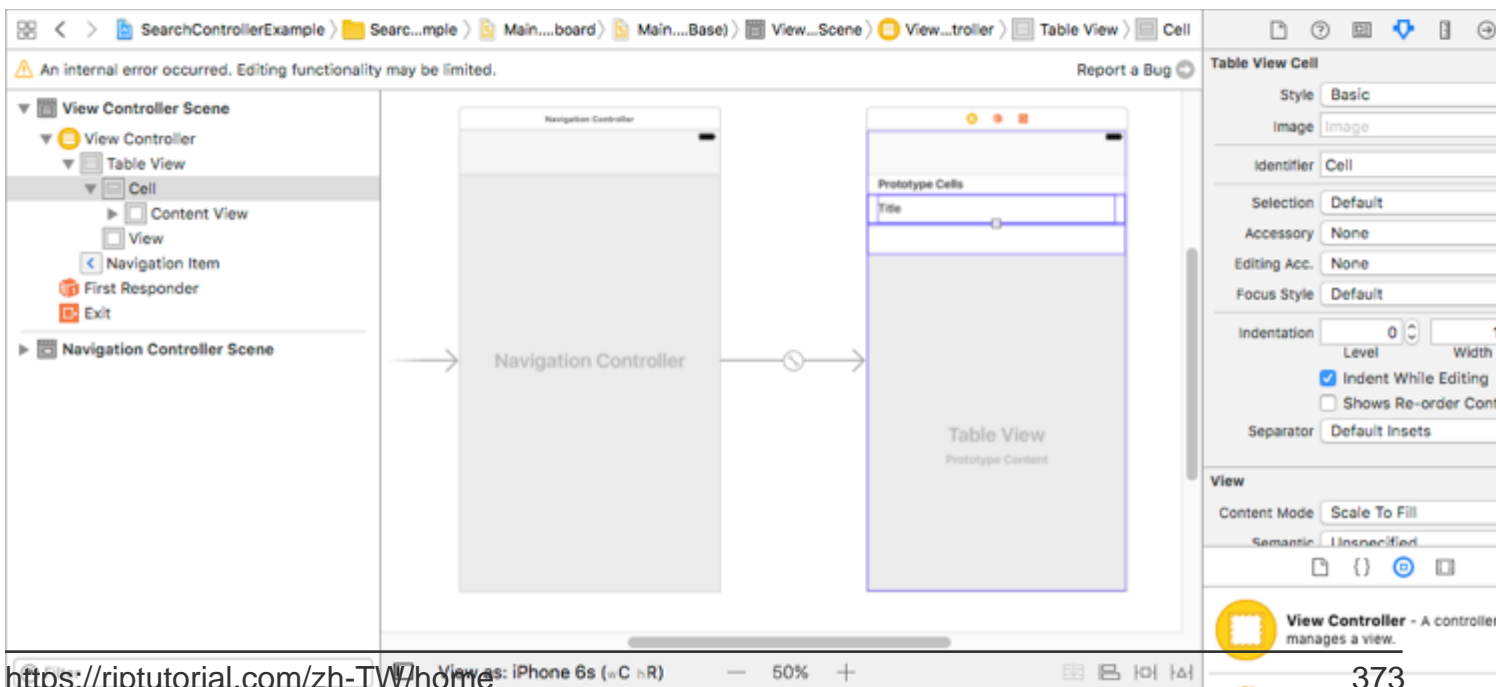 SearchControllerExample Searc...mple Main....board Main....Base) View...Scene View...troller Table View Cell
An internal error occurred. Editing functionality may be limited. Report a Bug
View Controller Scene
View Controller
Table View
Cell
Content View
View
Navigation Item
First Responder
Exit
Navigation Controller Scene
Filter
Navigation Controller
Navigation Controller
Prototype Cells
Title
Table View
Prototype Content
View as: iPhone 6s (wC hR) — 50% +
Table View Cell
Style Basic
Image Image
Identifier Cell
Selection Default
Accessory None
Editing Acc. None
Focus Style Default
Indentation 0
Level Width
Indent While Editing
Shows Re-order Cont
Separator Default Insets
View
Content Mode Scale To Fill
Semantic Unspecified
{}
View Controller - A controller
manages a view.
https://riptutorial.com/zh-TW/home 373